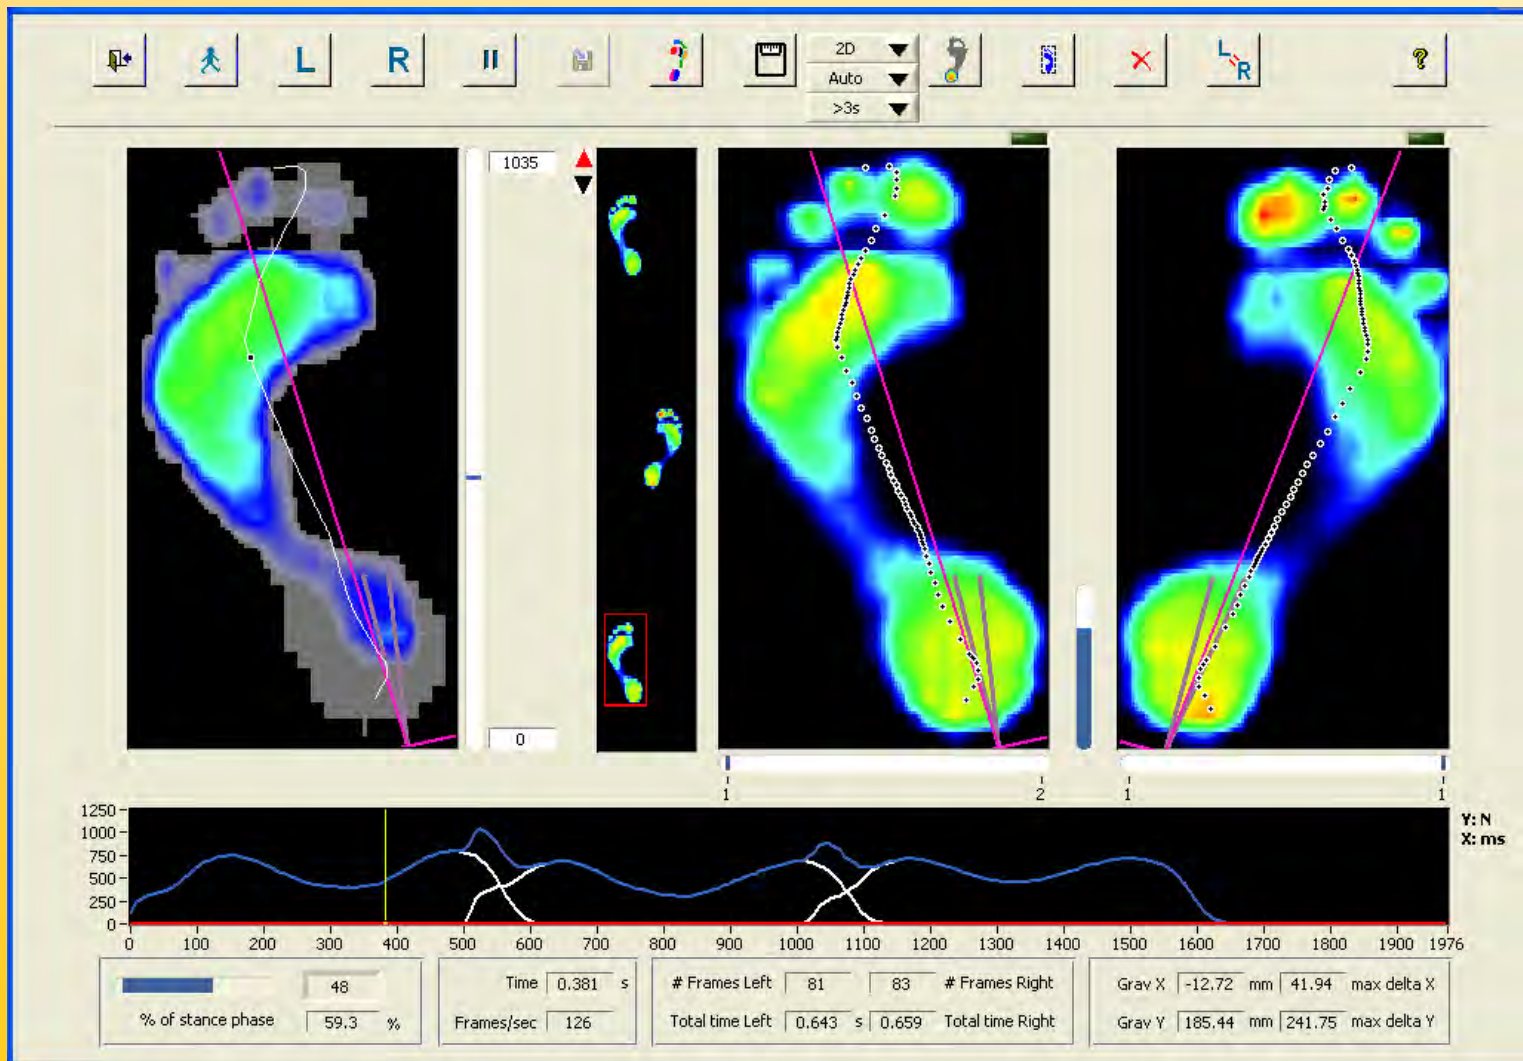 L R 2D ?
Auto
>3s
L R
1035
0
1 2 1 1
1250
1000
750
500
250
0
Y: N
X: ms
0 100 200 300 400 500 600 700 800 900 1000 1100 1200 1300 1400 1500 1600 1700 1800 1900 1976
48
% of stance phase 59.3 %
Time 0.381 s
Frames/sec 126
# Frames Left 81 83 # Frames Right
Total time Left 0.643 s 0.659 Total time Right
Grav X -12.72 mm 41.94 max delta X
Grav Y 185.44 mm 241.75 max delta Y